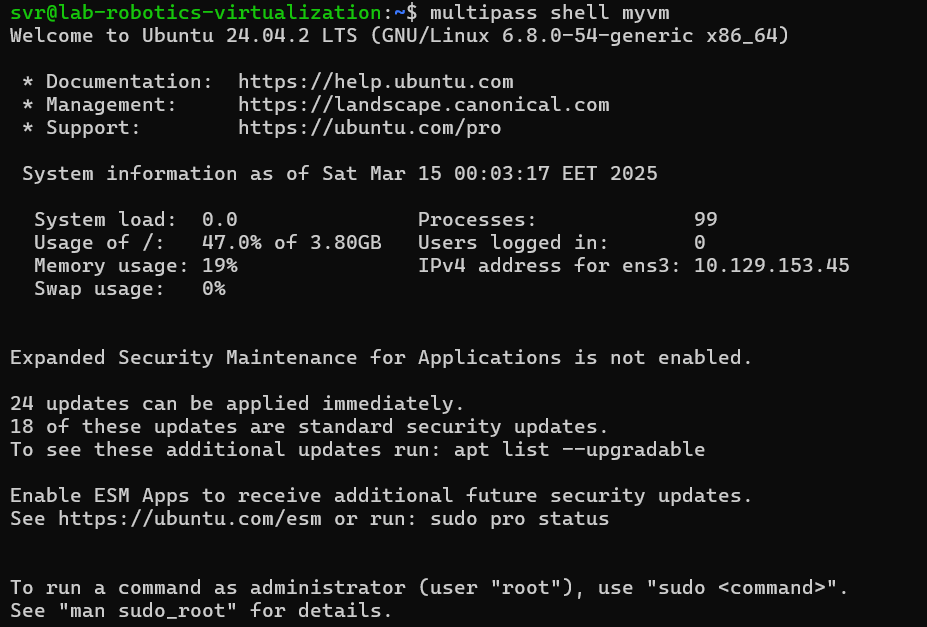 svr@lab-robotics-virtualization:~$ multipass shell myvm
Welcome to Ubuntu 24.04.2 LTS (GNU/Linux 6.8.0-54-generic x86_64)
* Documentation:  https://help.ubuntu.com
* Management:     https://landscape.canonical.com
* Support:        https://ubuntu.com/pro
System information as of Sat Mar 15 00:03:17 EET 2025
System load:  0.0               Processes:             99
Usage of /:   47.0% of 3.80GB   Users logged in:       0
Memory usage: 19%               IPv4 address for ens3: 10.129.153.45
Swap usage:   0%
Expanded Security Maintenance for Applications is not enabled.
24 updates can be applied immediately.
18 of these updates are standard security updates.
To see these additional updates run: apt list --upgradable
Enable ESM Apps to receive additional future security updates.
See https://ubuntu.com/esm or run: sudo pro status
To run a command as administrator (user "root"), use "sudo <command>".
See "man sudo_root" for details.